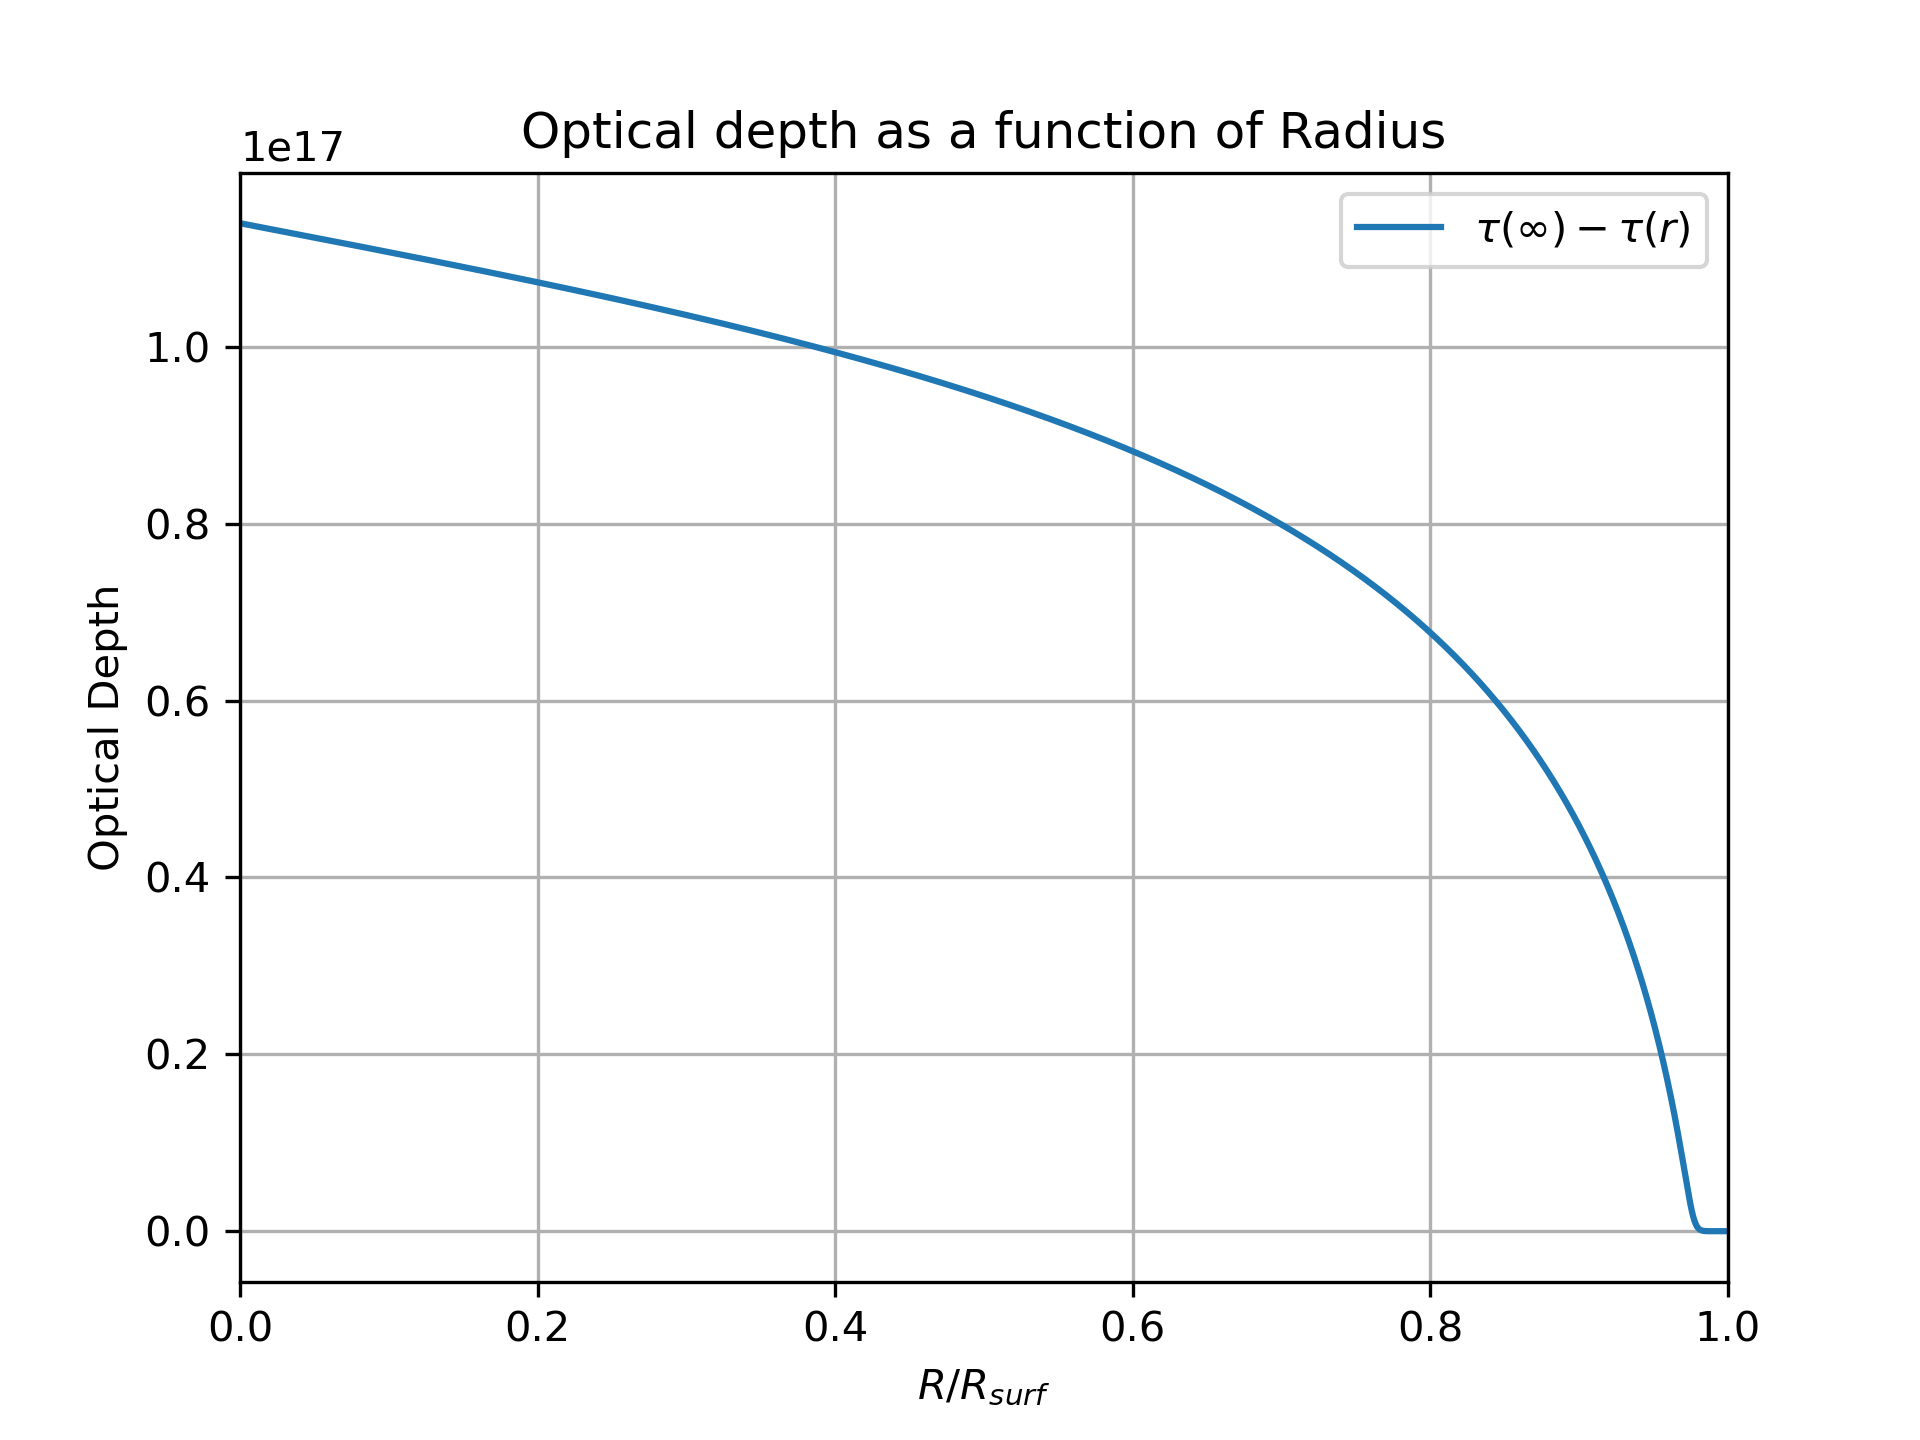 Optical depth as a function of Radius
1e17
τ(∞) − τ(r)
1.0
0.8
0.6
0.4
0.2
0.0
Optical Depth
0.0 0.2 0.4 0.6 0.8 1.0
R/R_surf